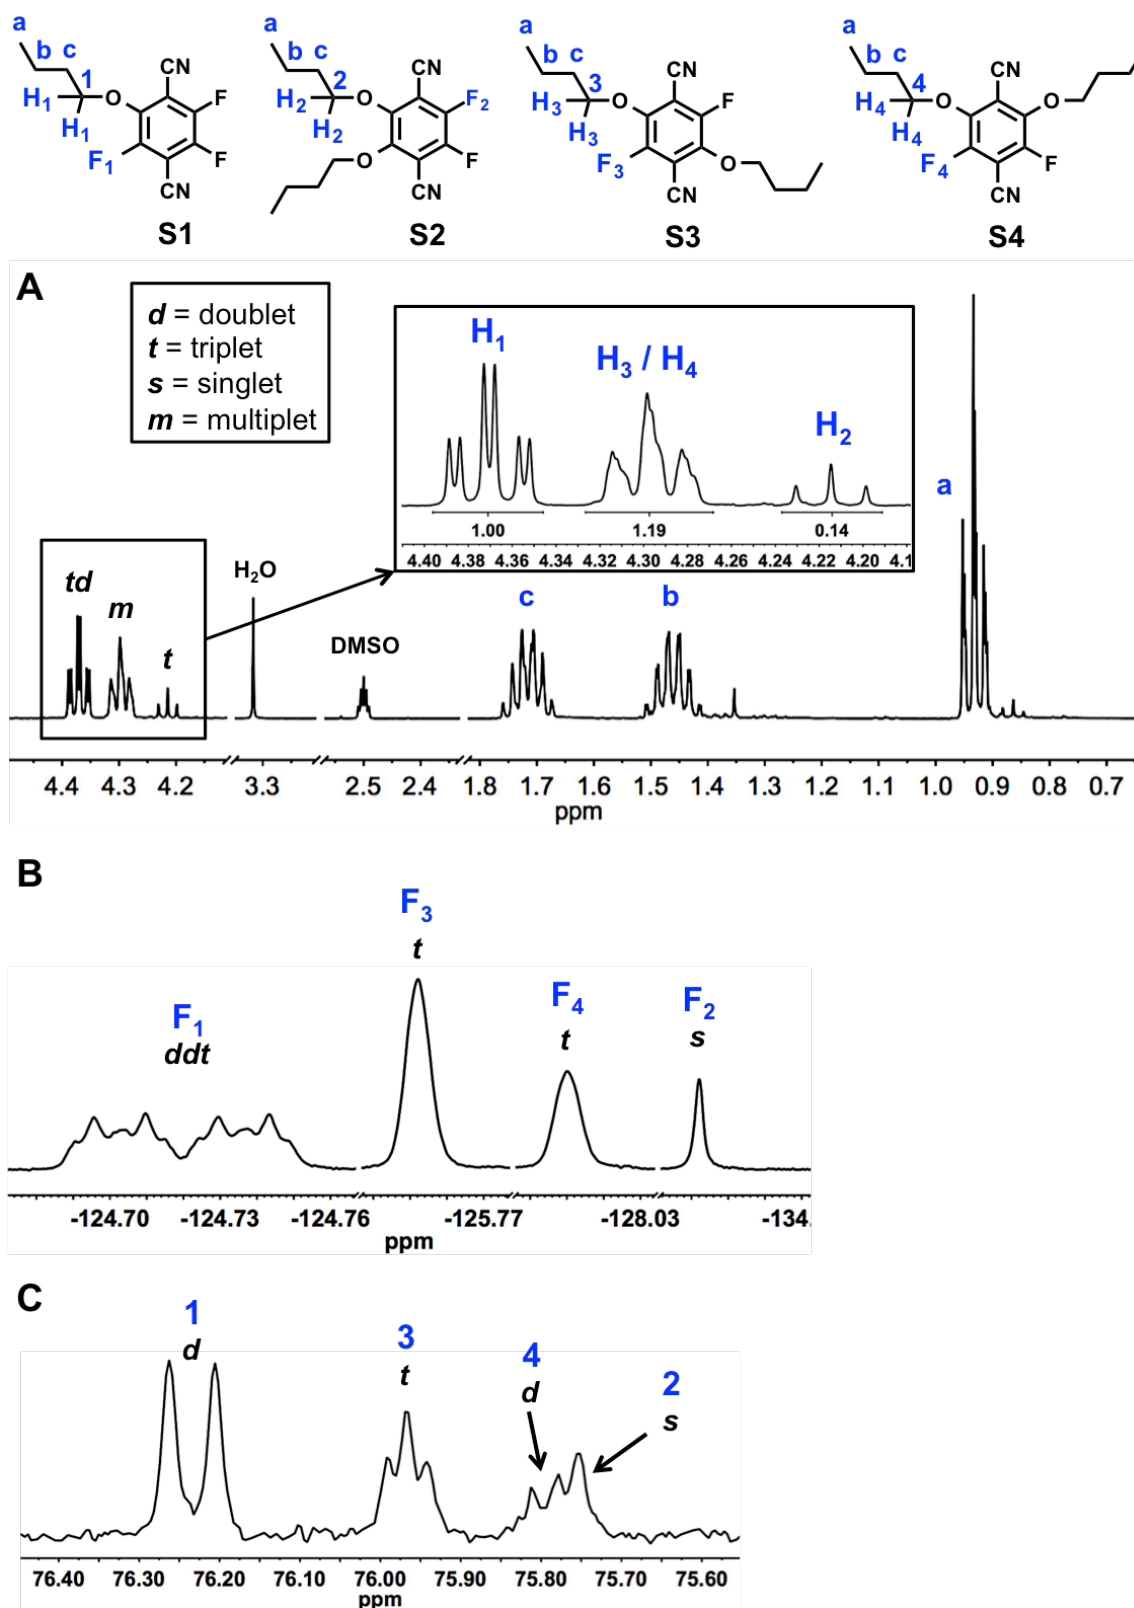 a
b c
1
H1
H1
O
CN
F
F
F1
CN
S1
a
b c
2
H2
H2
O
CN
F2
F
O
CN
S2
a
b c
3
H3
H3
O
CN
F
F3
O
CN
S3
a
b c
4
H4
H4
O
CN
O
F4
F
CN
S4
A
d = doublet
t = triplet
s = singlet
m = multiplet
H1
H3 / H4
H2
1.00 1.19 0.14
4.40 4.38 4.36 4.34 4.32 4.30 4.28 4.26 4.24 4.22 4.20 4.1
td
m
t
H2O
DMSO
c
b
a
4.4 4.3 4.2 3.3 2.5 2.4 1.8 1.7 1.6 1.5 1.4 1.3 1.2 1.1 1.0 0.9 0.8 0.7
ppm
B
F1
ddt
F3
t
F4
t
F2
s
-124.70 -124.73 -124.76 -125.77 -128.03 -134.
ppm
C
1
d
3
t
4
d
2
s
76.40 76.30 76.20 76.10 76.00 75.90 75.80 75.70 75.60
ppm